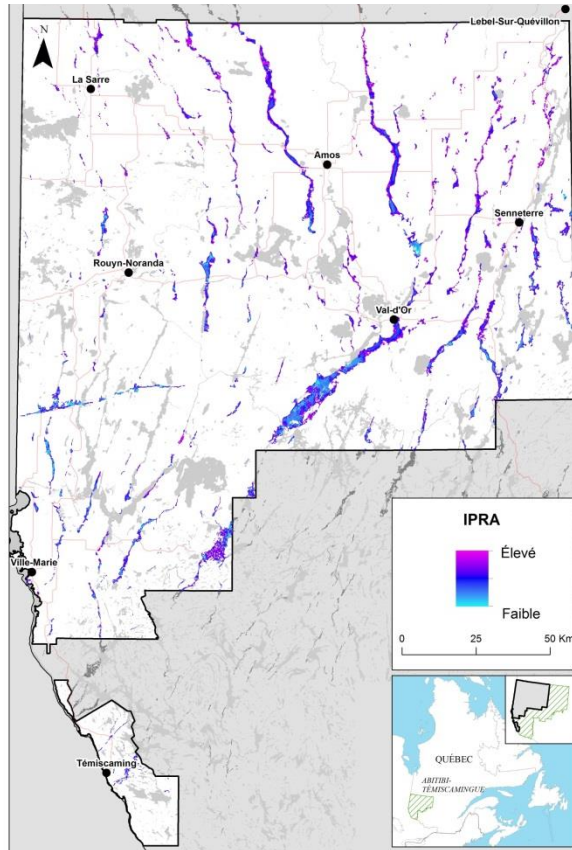 Lebel-Sur-Quévillon
N
La Sarre
Amos
Senneterre
Rouyn-Noranda
Val-d'Or
Ville-Marie
Témiscaming
IPRA
Élevé
Faible
0 25 50 Km
QUÉBEC
ABITIBI-
TÉMISCAMINGUE